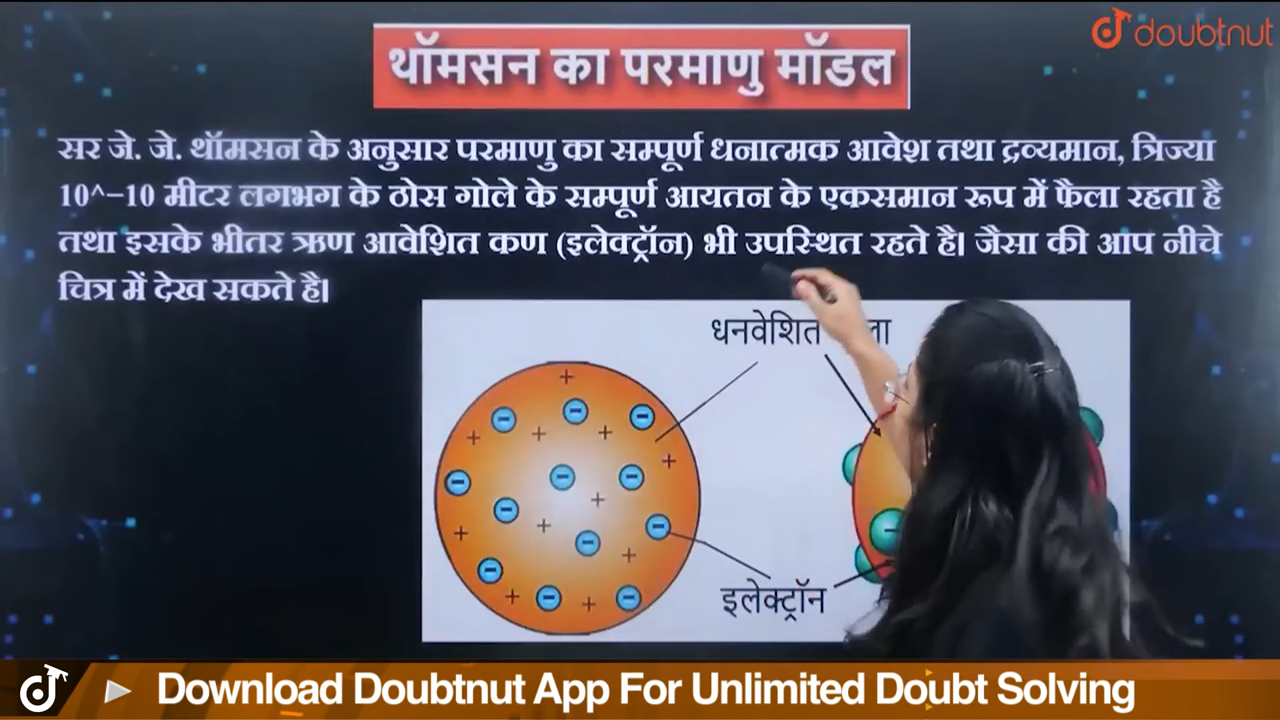 थॉमसन का परमाणु मॉडल
doubtnut
सर जे. जे. थॉमसन के अनुसार परमाणु का सम्पूर्ण धनात्मक आवेश तथा द्रव्यमान, त्रिज्या
10^−10 मीटर लगभग के ठोस गोले के सम्पूर्ण आयतन के एकसमान रूप में फैला रहता है
तथा इसके भीतर ऋण आवेशित कण (इलेक्ट्रॉन) भी उपस्थित रहते है। जैसा की आप नीचे
चित्र में देख सकते है।
धनवेशित
इलेक्ट्रॉन
Download Doubtnut App For Unlimited Doubt Solving